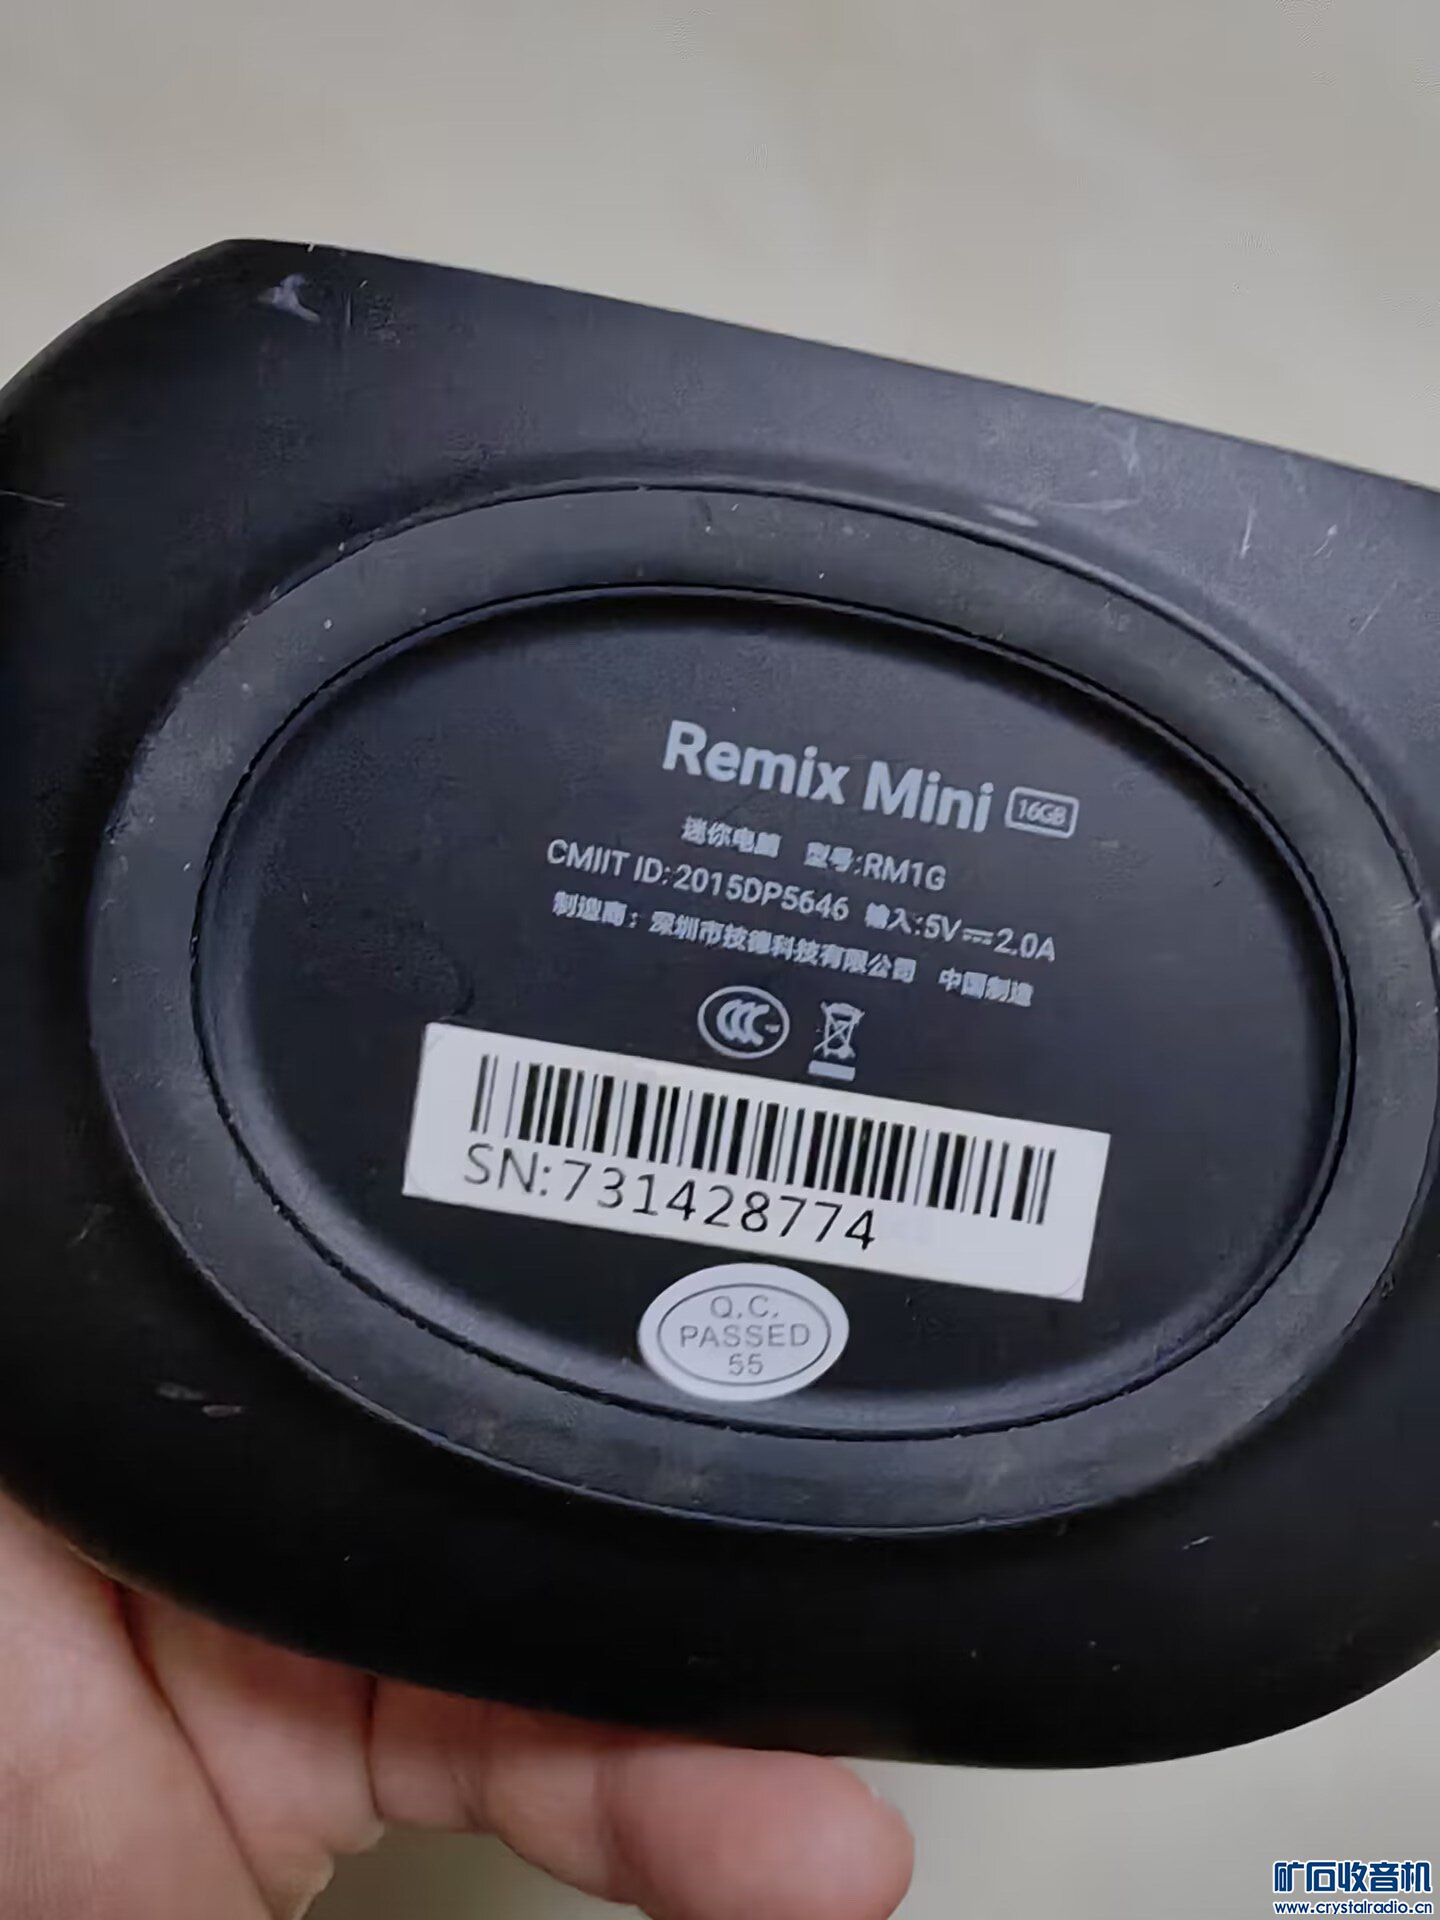 Remix Mini 16GB
迷你电脑 型号:RM1G
CMIIT ID:2015DP5646 输入:5V⎓2.0A
制造商：深圳市技德科技有限公司 中国制造
CCC
SN:731428774
Q.C.
PASSED
55
矿石收音机
www.crystalradio.cn